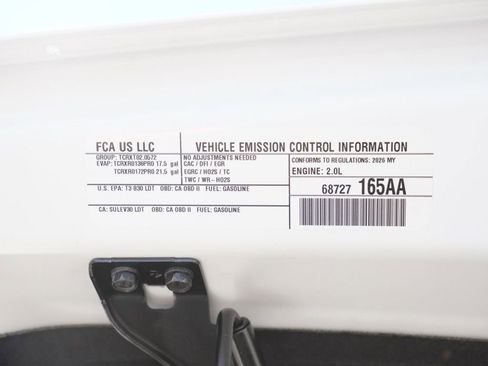 FCA US LLC
VEHICLE EMISSION CONTROL INFORMATION
GROUP: TCRXT02.0572
EVAP: TCRXR0136PR0 17.5 gal
TCRXR0172PR0 21.5 gal
NO ADJUSTMENTS NEEDED
CAC / DFI / EGR
EGRC / HO2S / TC
TWC / WR-HO2S
CONFORMS TO REGULATIONS: 2026 MY
ENGINE: 2.0L
68727 165AA
U.S. EPA: T3 B30 LDT OBD: CA OBD II FUEL: GASOLINE
CA: SULEV30 LDT OBD: CA OBD II FUEL: GASOLINE